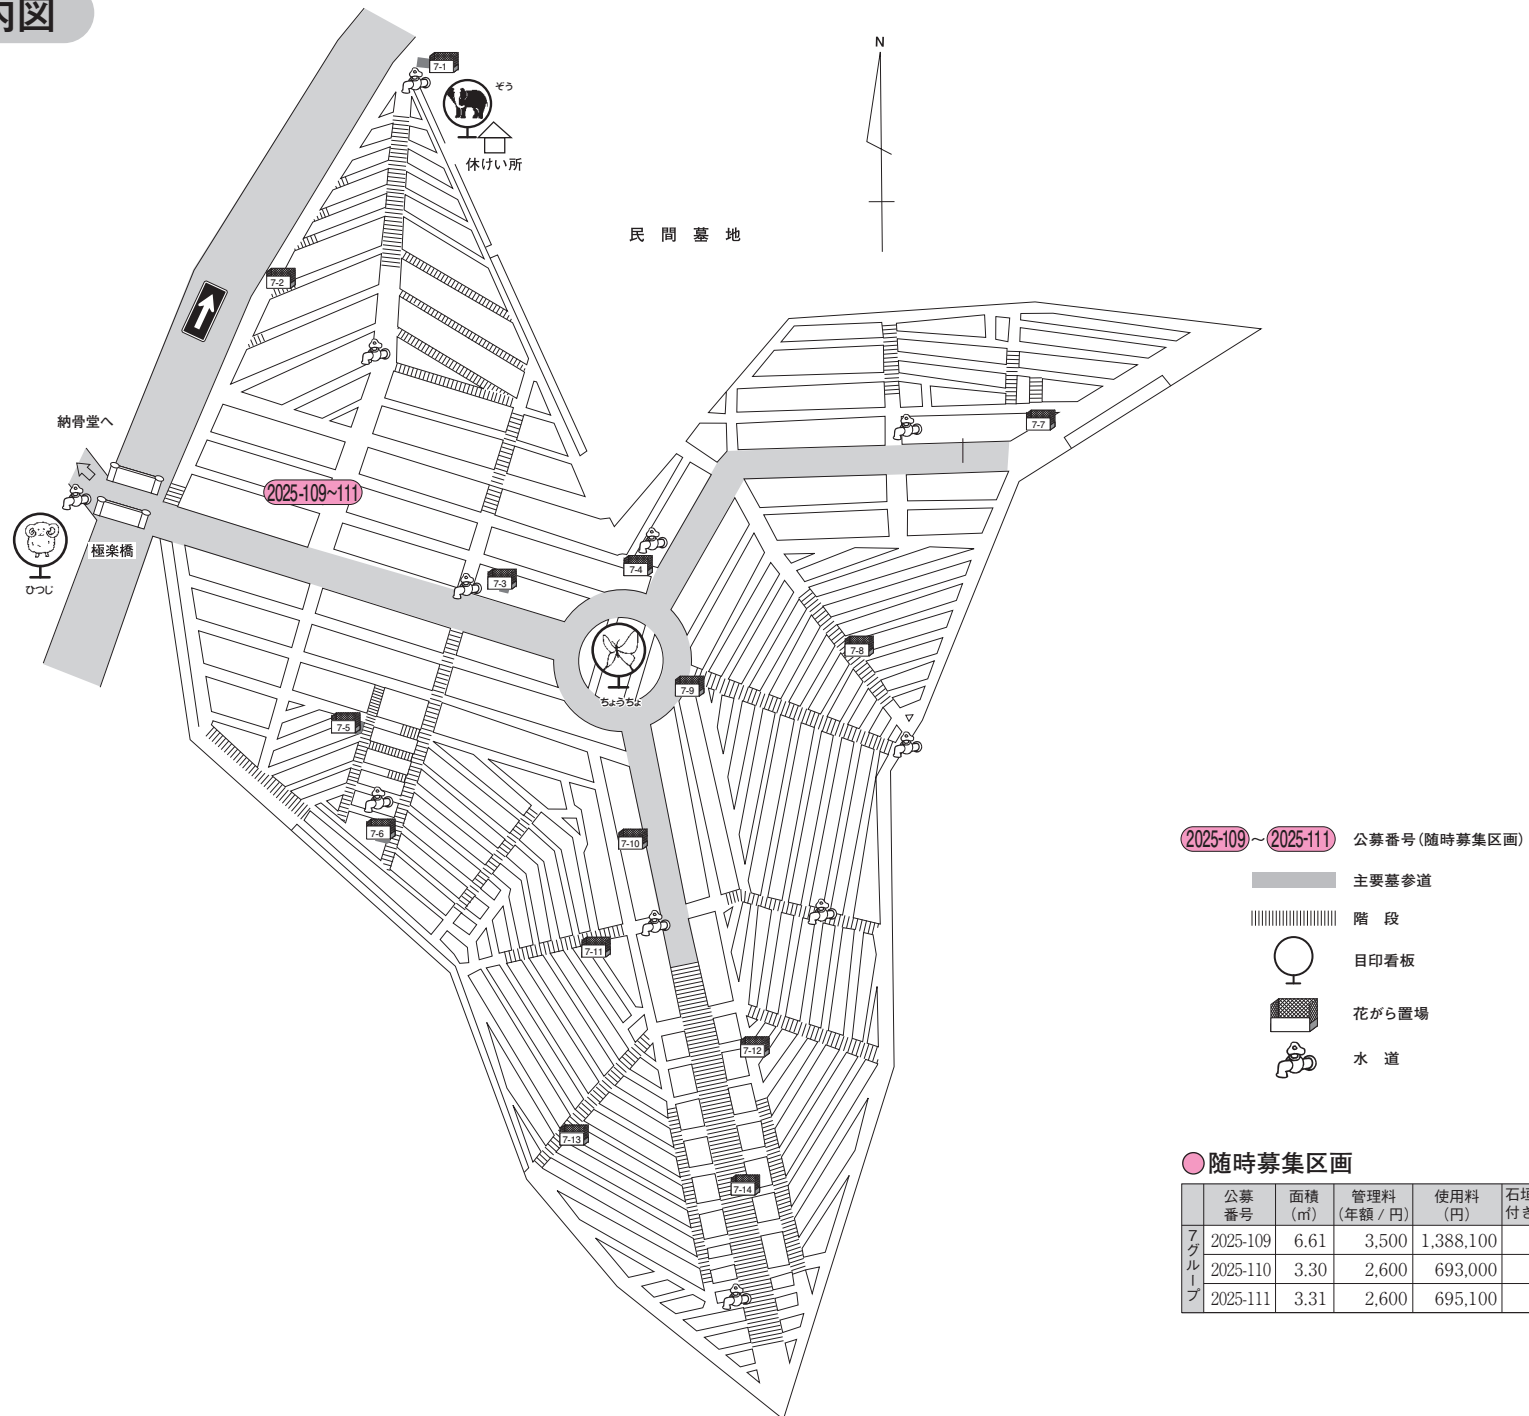 内図
7-1
ぞう
休けい所
N
民間墓地
7-2
納骨堂へ
2025-109~111
極楽橋
ひつじ
7-3
7-4
7-7
7-8
7-9
ちょうちょ
7-5
7-6
7-10
7-11
7-12
7-13
7-14
2025-109～2025-111 公募番号(随時募集区画)
主要墓参道
階 段
目印看板
花がら置場
水 道
随時募集区画
公募番号 面積(㎡) 管理料(年額/円) 使用料(円) 石垣付き
7グループ
2025-109 6.61 3,500 1,388,100
2025-110 3.30 2,600 693,000
2025-111 3.31 2,600 695,100